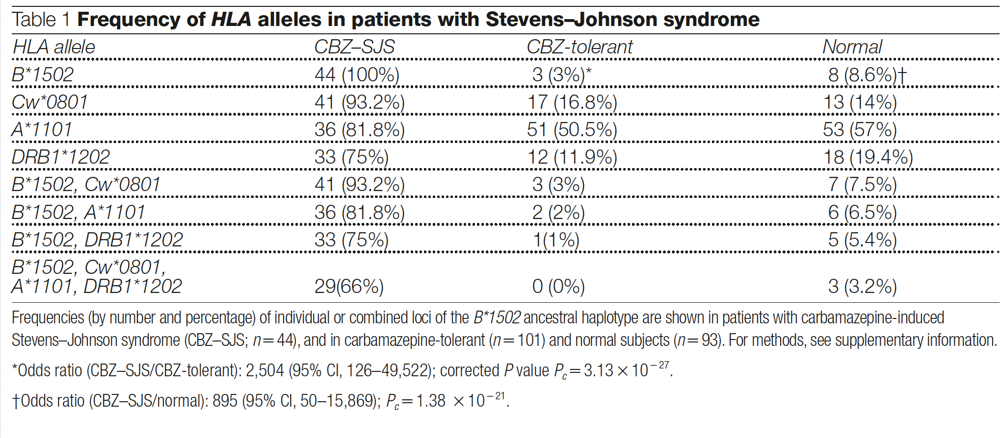 Table 1 Frequency of HLA alleles in patients with Stevens–Johnson syndrome
HLA allele CBZ–SJS CBZ-tolerant Normal
B*1502 44 (100%) 3 (3%)* 8 (8.6%)†
Cw*0801 41 (93.2%) 17 (16.8%) 13 (14%)
A*1101 36 (81.8%) 51 (50.5%) 53 (57%)
DRB1*1202 33 (75%) 12 (11.9%) 18 (19.4%)
B*1502, Cw*0801 41 (93.2%) 3 (3%) 7 (7.5%)
B*1502, A*1101 36 (81.8%) 2 (2%) 6 (6.5%)
B*1502, DRB1*1202 33 (75%) 1(1%) 5 (5.4%)
B*1502, Cw*0801,
A*1101, DRB1*1202 29(66%) 0 (0%) 3 (3.2%)
Frequencies (by number and percentage) of individual or combined loci of the B*1502 ancestral haplotype are shown in patients with carbamazepine-induced
Stevens–Johnson syndrome (CBZ–SJS; n=44), and in carbamazepine-tolerant (n=101) and normal subjects (n=93). For methods, see supplementary information.
*Odds ratio (CBZ–SJS/CBZ-tolerant): 2,504 (95% CI, 126–49,522); corrected P value Pc=3.13×10−27.
†Odds ratio (CBZ–SJS/normal): 895 (95% CI, 50–15,869); Pc=1.38 ×10−21.